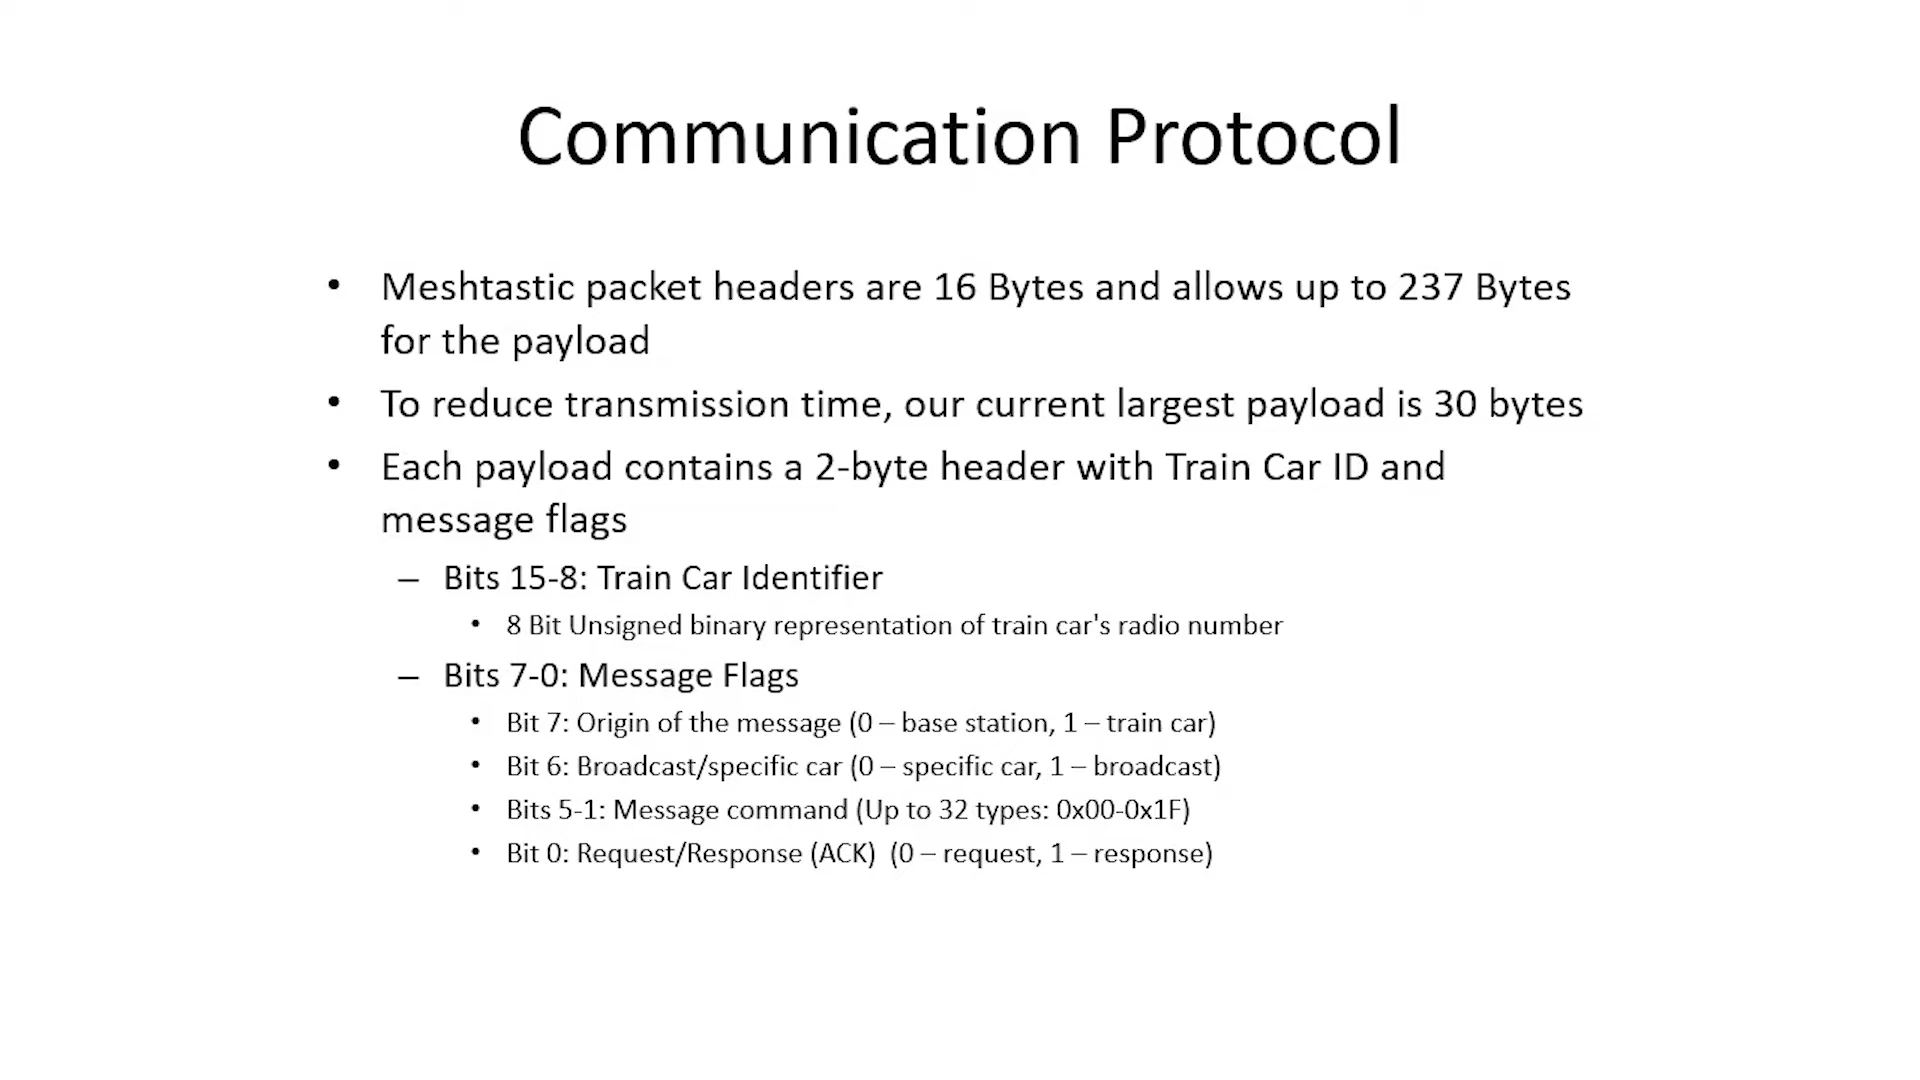 Communication Protocol
• Meshtastic packet headers are 16 Bytes and allows up to 237 Bytes
for the payload
• To reduce transmission time, our current largest payload is 30 bytes
• Each payload contains a 2-byte header with Train Car ID and
message flags
– Bits 15-8: Train Car Identifier
• 8 Bit Unsigned binary representation of train car's radio number
– Bits 7-0: Message Flags
• Bit 7: Origin of the message (0 – base station, 1 – train car)
• Bit 6: Broadcast/specific car (0 – specific car, 1 – broadcast)
• Bits 5-1: Message command (Up to 32 types: 0x00-0x1F)
• Bit 0: Request/Response (ACK)  (0 – request, 1 – response)